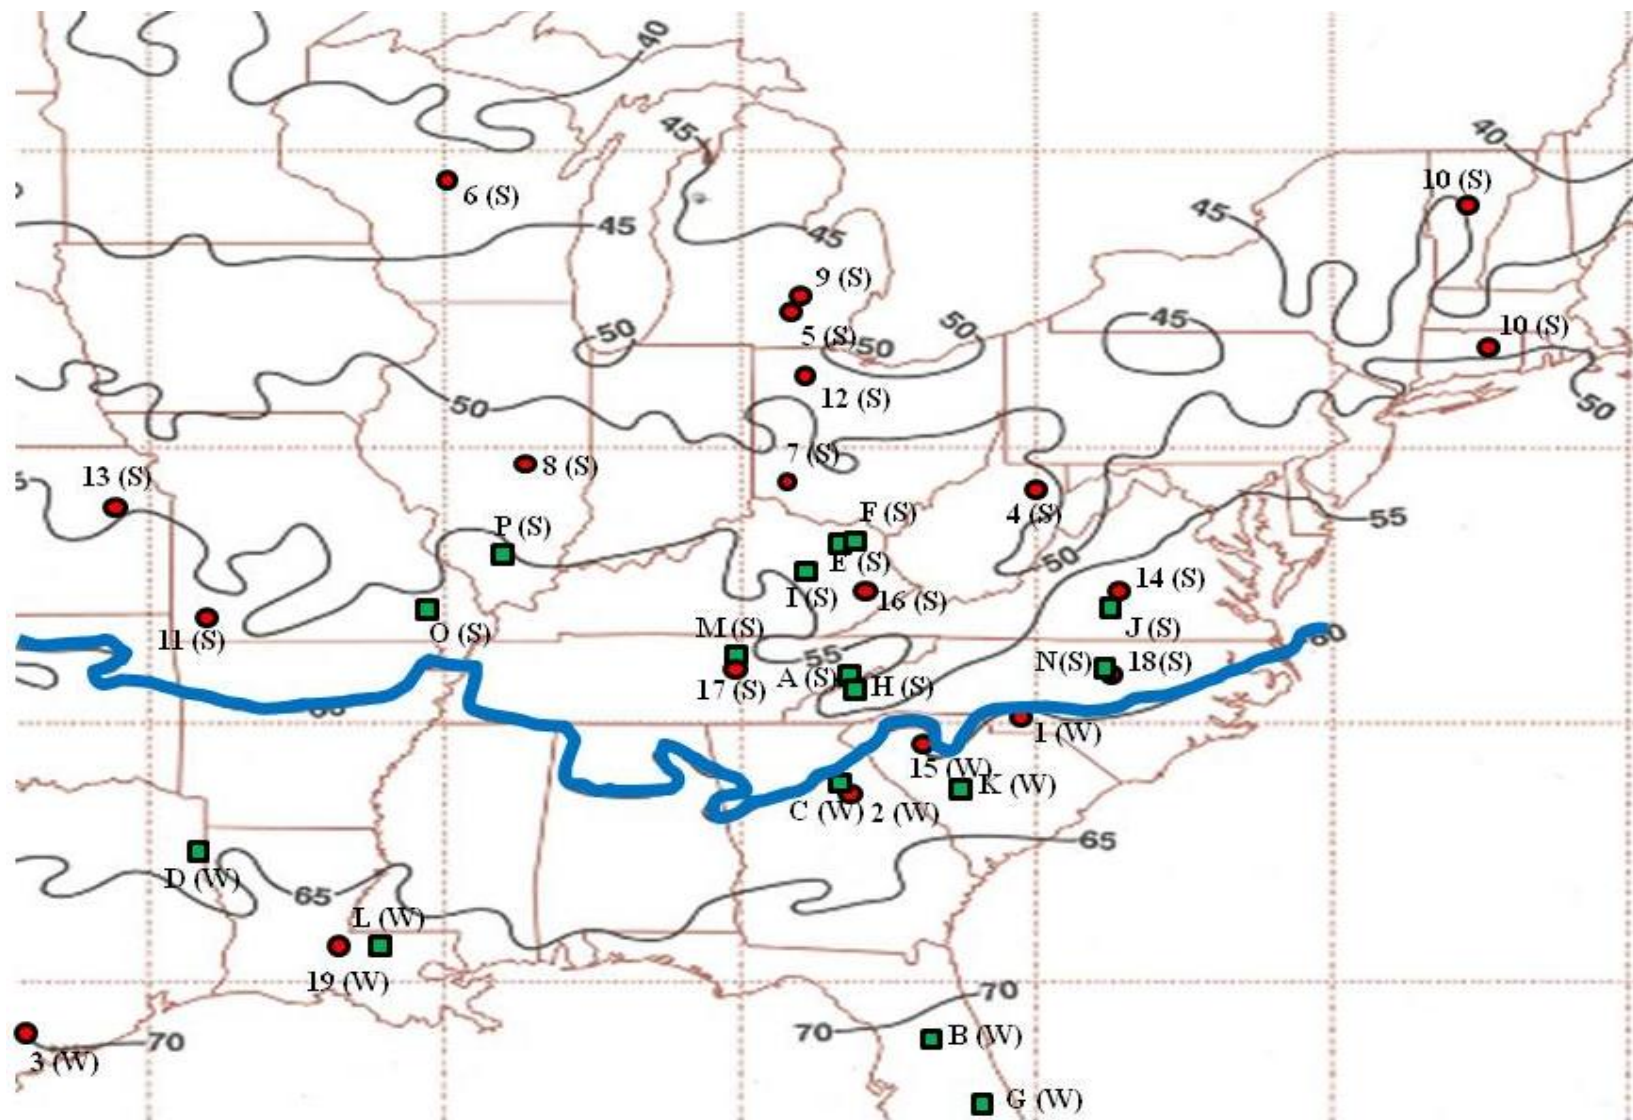 40
45
40
10 (S)
6 (S)
45
45
45
9 (S)
45
50
5 (S)
50
50
10 (S)
12 (S)
50
50
7 (S)
8 (S)
13 (S)
F (S)
4 (S)
55
P (S)
E (S)
50
I (S)
16 (S)
14 (S)
J (S)
11 (S)
O (S)
M (S)
55
A (S)
17 (S)
H (S)
N(S)
18(S)
60
1 (W)
15 (W)
K (W)
C (W)
2 (W)
65
D (W)
65
L (W)
19 (W)
70
70
B (W)
3 (W)
70
G (W)